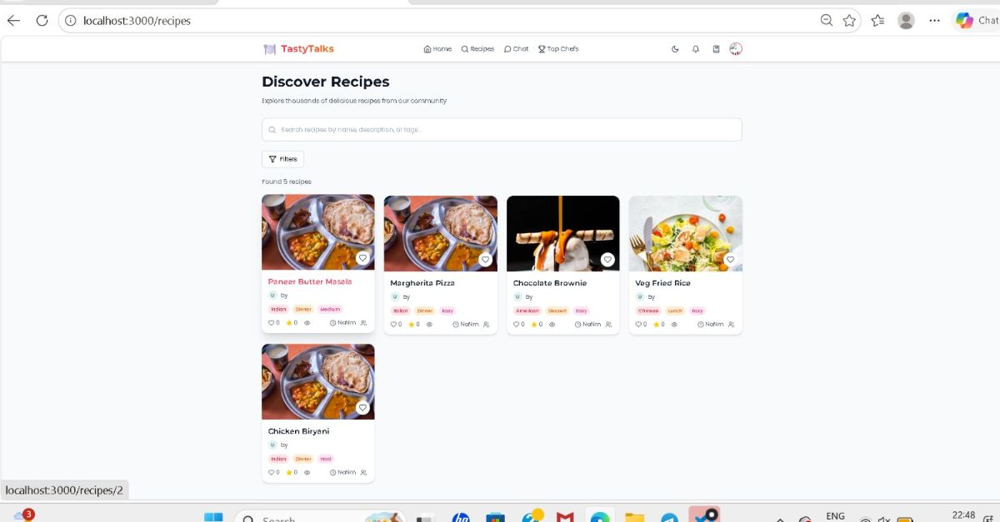 localhost:3000/recipes
Chat
TastyTalks
Home Recipes Chat Top Chefs
Discover Recipes
Explore thousands of delicious recipes from our community
Search recipes by name, description, or tags...
Filters
Found 5 recipes
Paneer Butter Masala
U by
Indian Dinner Medium
0 0 NaNm
Margherita Pizza
U by
Italian Dinner Easy
0 0 NaNm
Chocolate Brownie
U by
American Dessert Easy
0 0 NaNm
Veg Fried Rice
U by
Chinese Lunch Easy
0 0 NaNm
Chicken Biryani
U by
Indian Dinner Hard
0 0 NaNm
localhost:3000/recipes/2
3
Search
hp
ENG
22:48